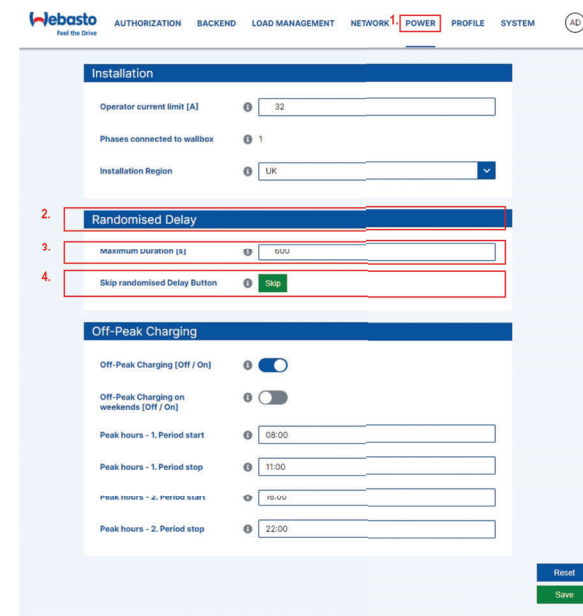 Webasto
Feel the Drive
AUTHORIZATION BACKEND LOAD MANAGEMENT NETWORK 1. POWER PROFILE SYSTEM AD
Installation
Operator current limit [A] 32
Phases connected to wallbox 1
Installation Region UK
2. Randomised Delay
3. Maximum Duration [s] 600
4. Skip randomised Delay Button Skip
Off-Peak Charging
Off-Peak Charging [Off / On]
Off-Peak Charging on
weekends [Off / On]
Peak hours - 1. Period start 08:00
Peak hours - 1. Period stop 11:00
Peak hours - 2. Period start 16:00
Peak hours - 2. Period stop 22:00
Reset
Save